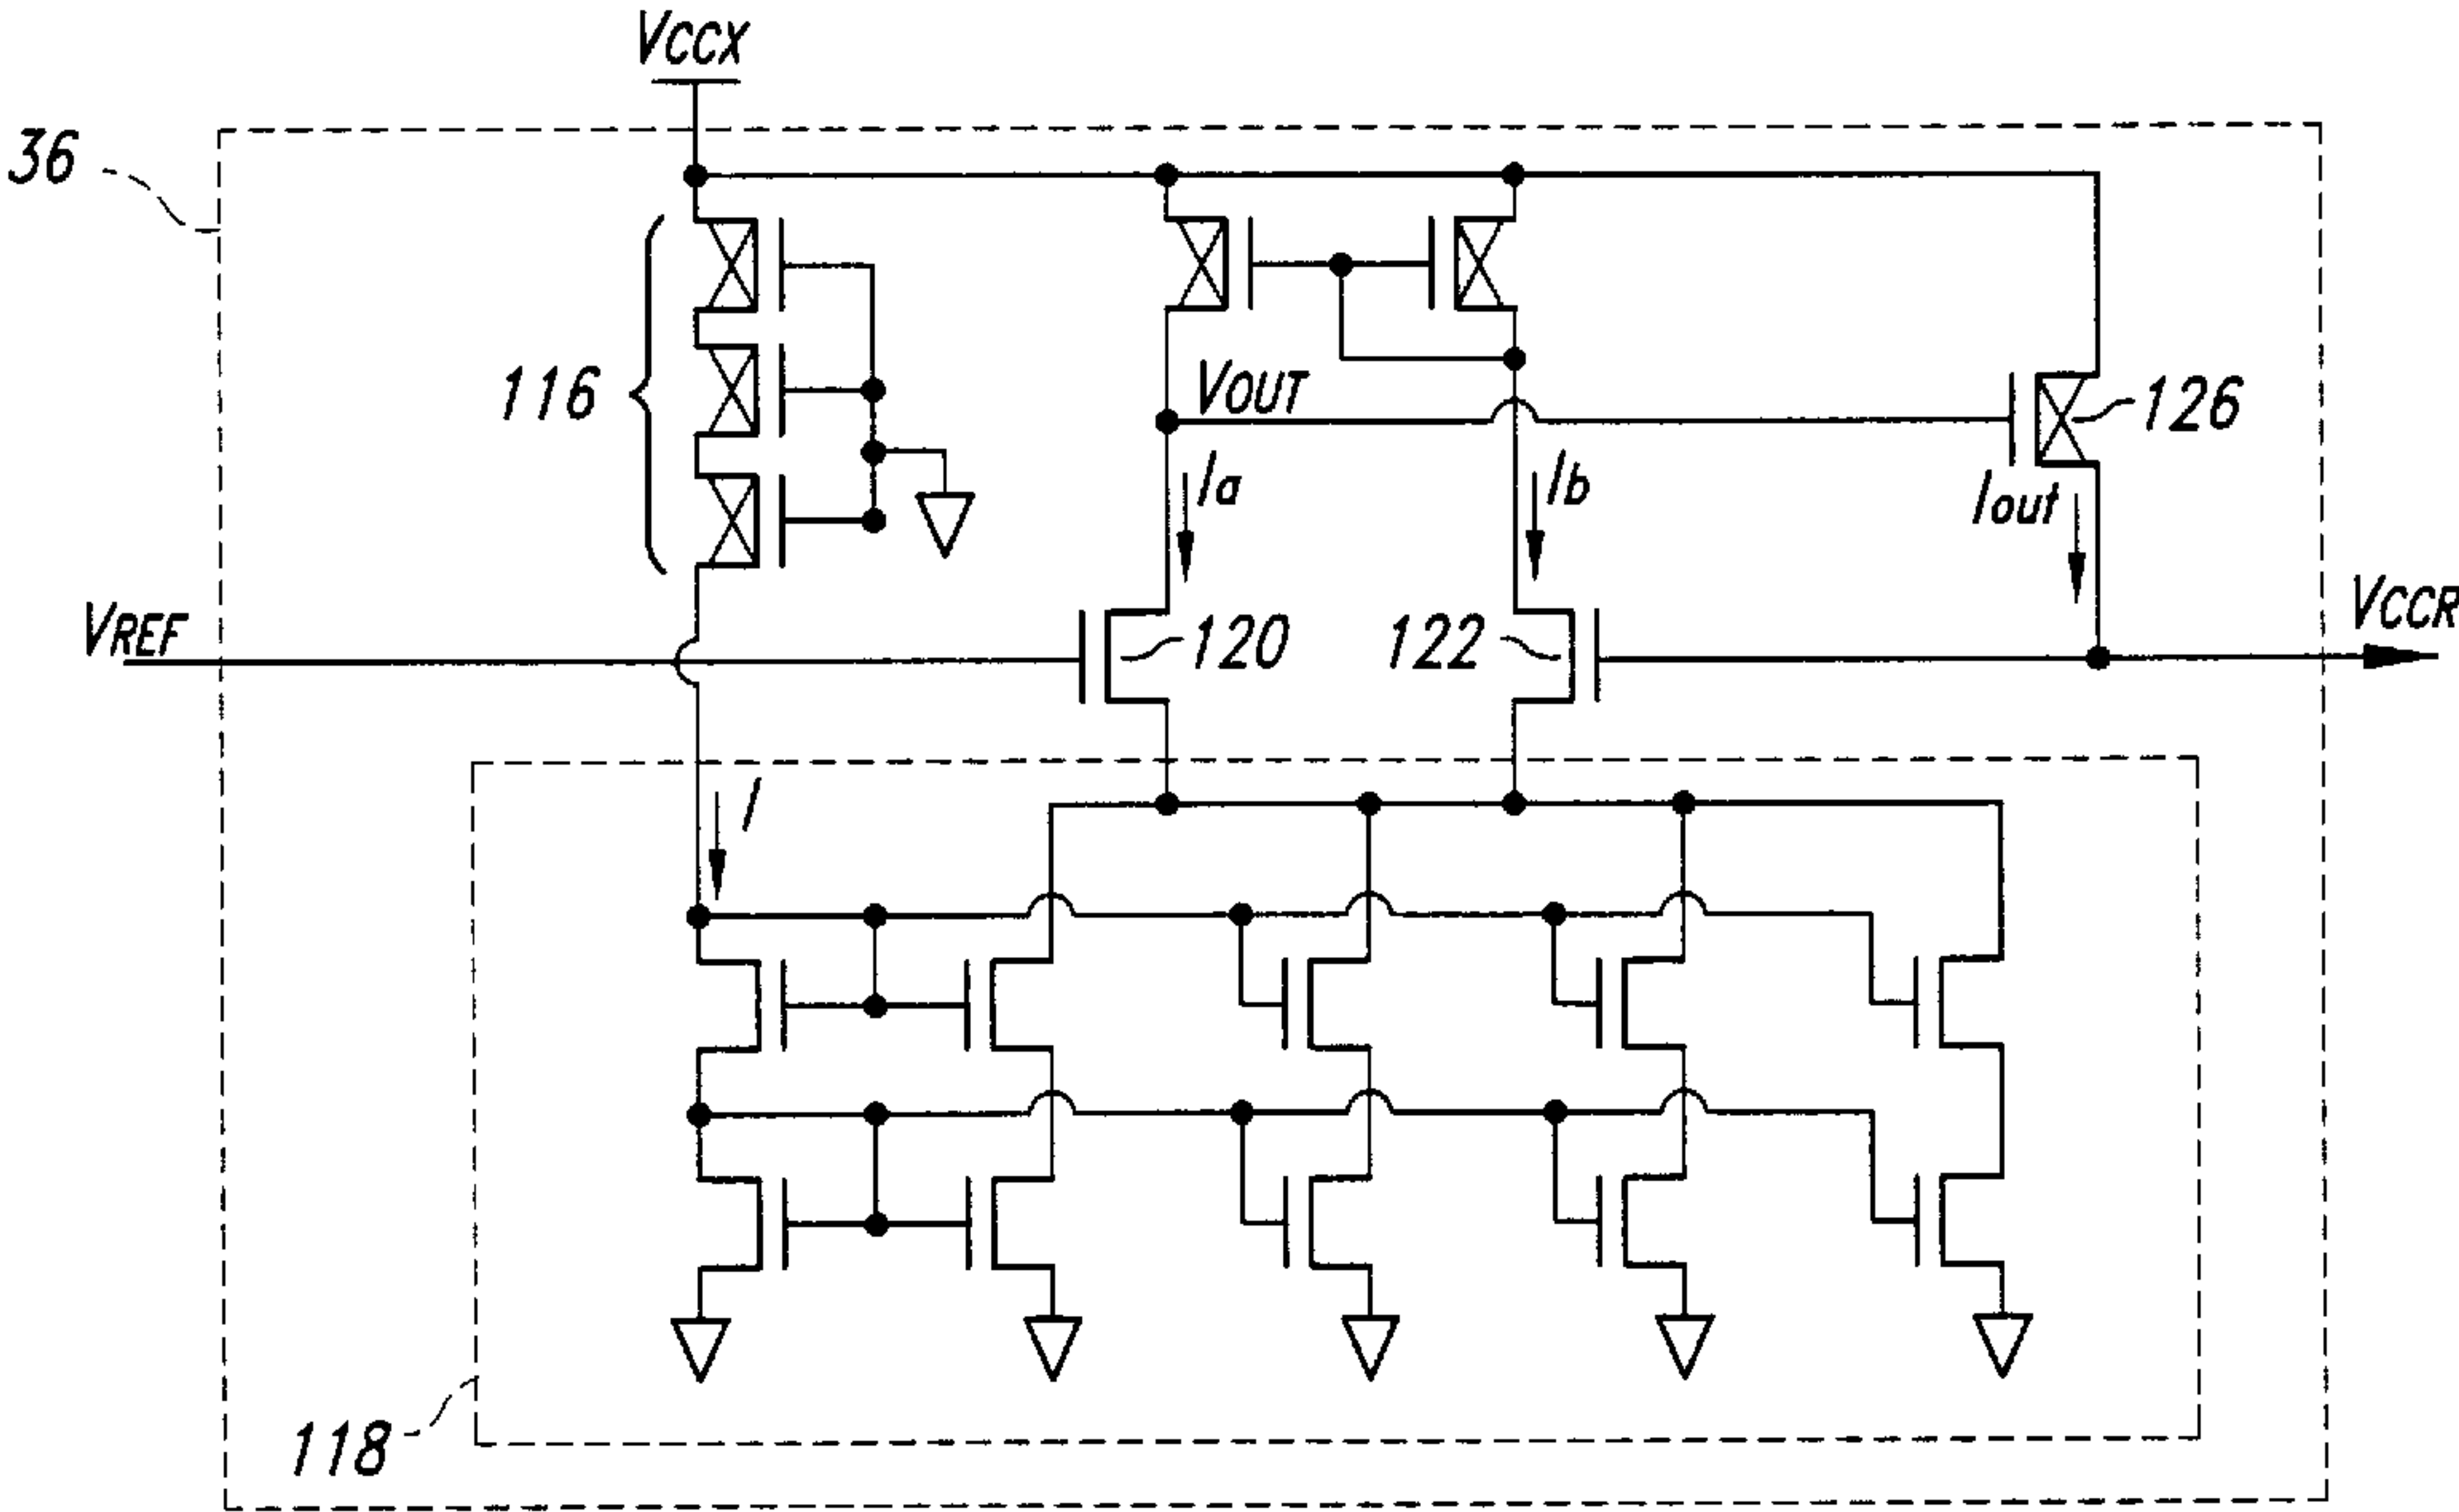 VCCX
36
116
VOUT
126
Ia
Ib
Iout
VREF
120
122
VCCR
I
118